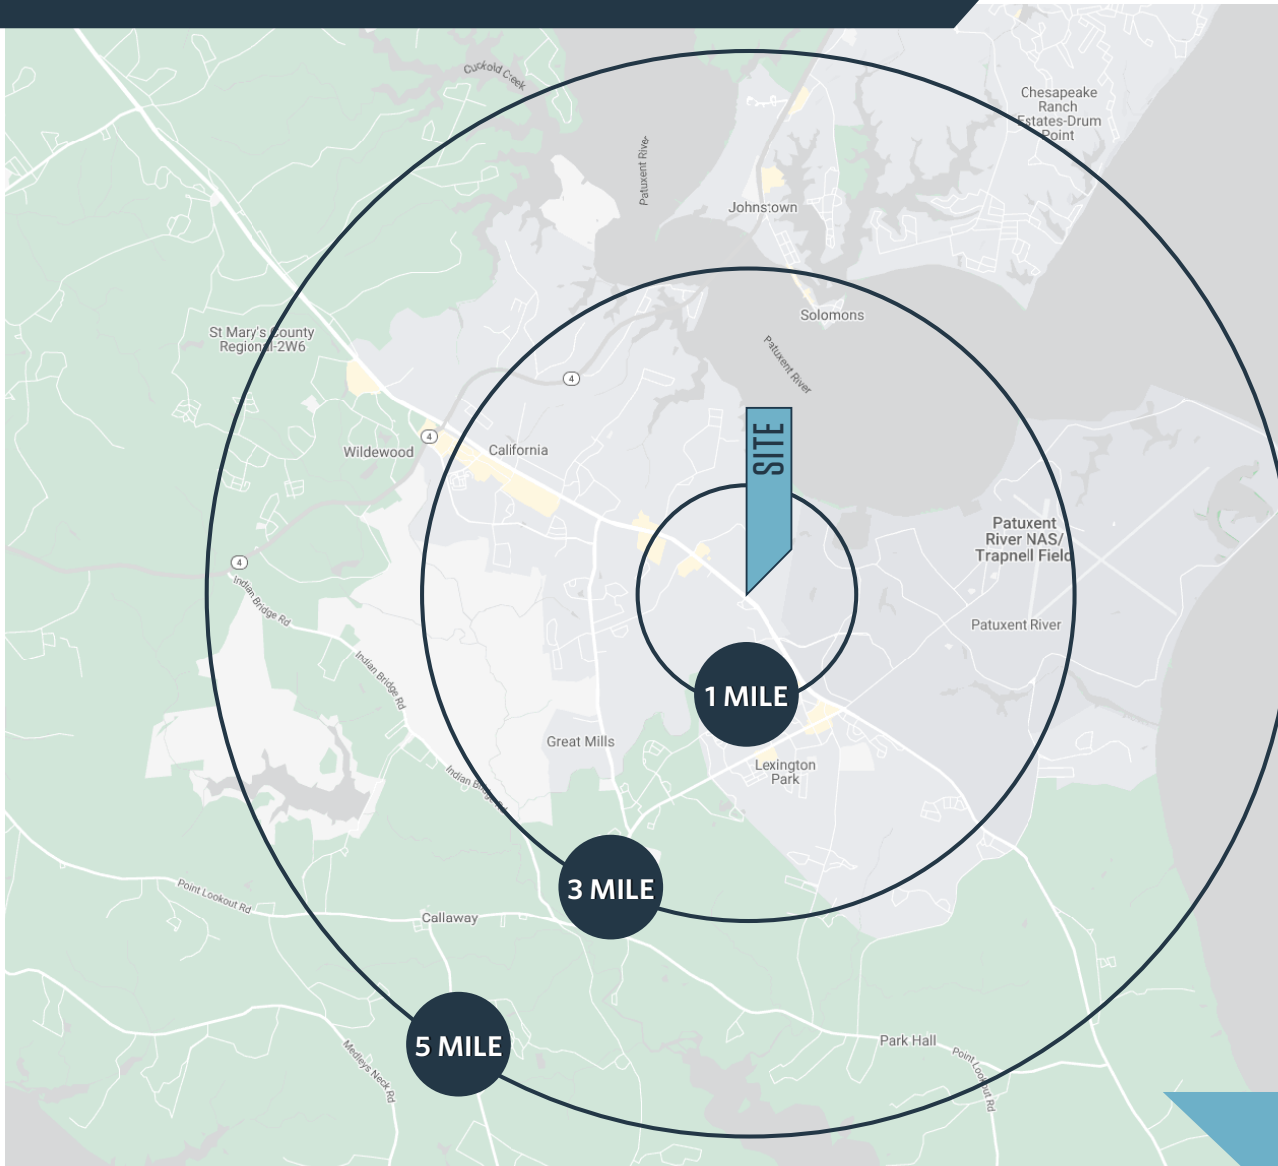 Cuckold Creek
Chesapeake
Ranch
Estates-Drum
Point
Patuxent River
Johnstown
Solomons
St Mary's County
Regional-2W6
Patuxent River
4
4
Wildewood
California
SITE
Patuxent
River NAS/
Trapnell Field
4
Indian Bridge Rd
Patuxent River
Indian Bridge Rd
1 MILE
Great Mills
Lexington
Park
Indian Bridge Rd
3 MILE
Point Lookout Rd
Callaway
5 MILE
Park Hall
Medleys Neck Rd
Point Lookout Rd